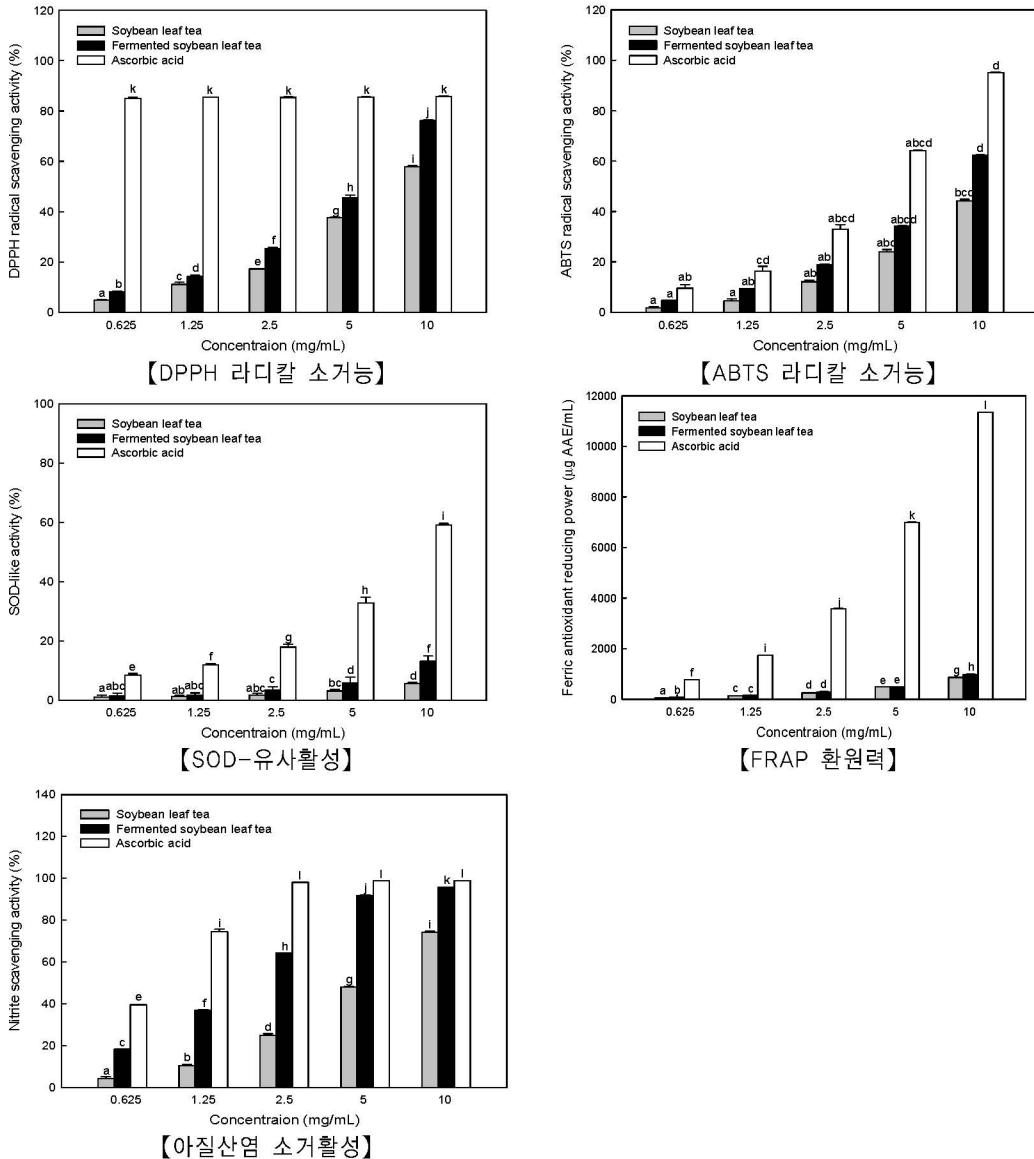 120
100
80
60
40
20
0
DPPH radical scavenging activity (%)
Soybean leaf tea
Fermented soybean leaf tea
Ascorbic acid
a b k
c d k
e f k
g h k
i j k
0.625 1.25 2.5 5 10
Concentraion (mg/mL)
【DPPH 라디칼 소거능】
120
100
80
60
40
20
0
ABTS radical scavenging activity (%)
Soybean leaf tea
Fermented soybean leaf tea
Ascorbic acid
a a ab
a ab cd
ab ab abcd
abc abcd abcd
bcd d d
0.625 1.25 2.5 5 10
Concentraion (mg/mL)
【ABTS 라디칼 소거능】
100
80
60
40
20
0
SOD-like activity (%)
Soybean leaf tea
Fermented soybean leaf tea
Ascorbic acid
a abc e
ab ab f
abc c g
bc d h
d f i
0.625 1.25 2.5 5 10
Concentraion (mg/mL)
【SOD-유사활성】
12000
10000
8000
6000
4000
2000
0
Ferric antioxidant reducing power (μg AAE/mL)
Soybean leaf tea
Fermented soybean leaf tea
Ascorbic acid
a b f
c c i
d d j
e e k
g h l
0.625 1.25 2.5 5 10
Concentraion (mg/mL)
【FRAP 환원력】
140
120
100
80
60
40
20
0
Nitrite scavenging activity (%)
Soybean leaf tea
Fermented soybean leaf tea
Ascorbic acid
a c e
b f i
d h l
g j l
i k l
0.625 1.25 2.5 5 10
Concentraion (mg/mL)
【아질산염 소거활성】